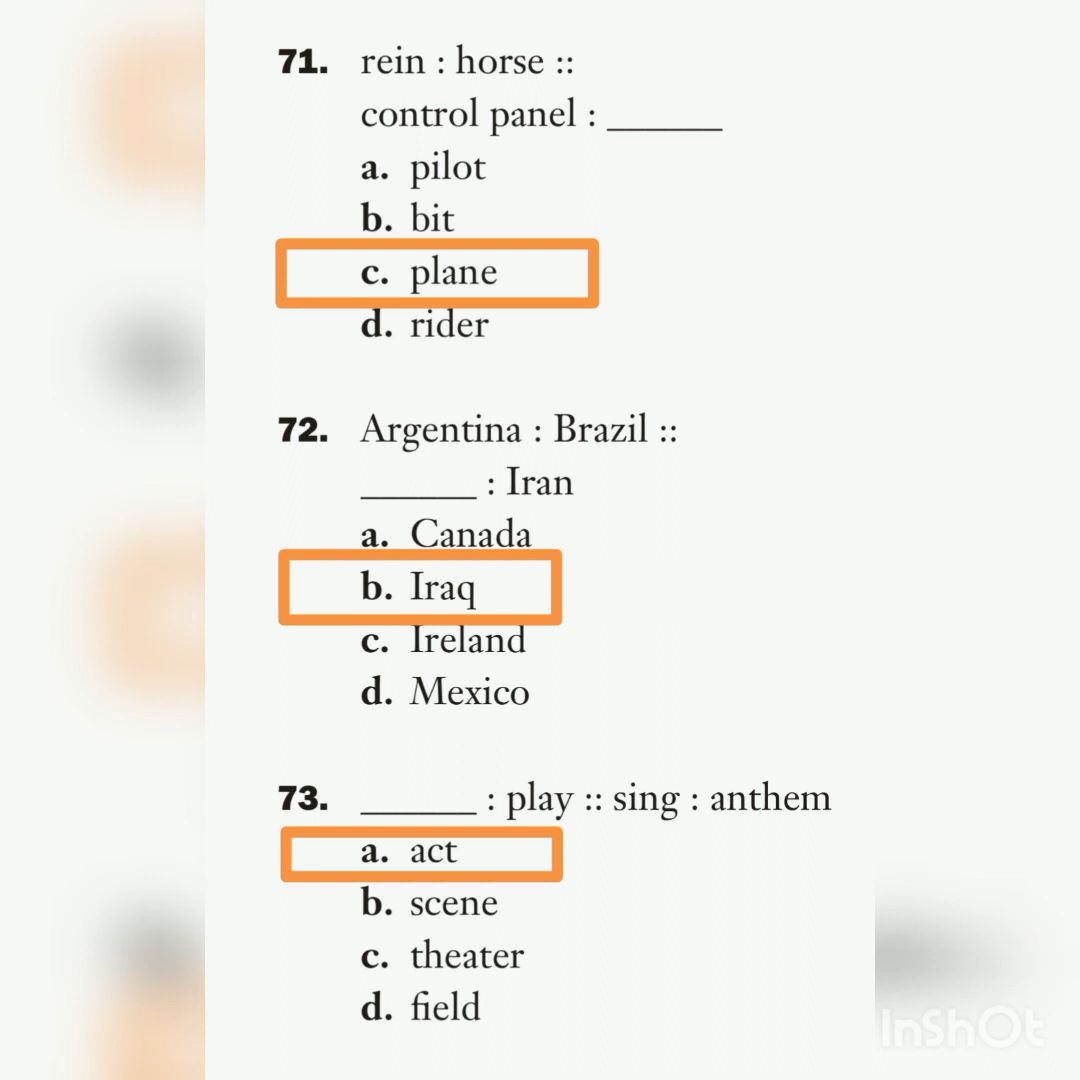 71. rein : horse ::
control panel : ______
a. pilot
b. bit
c. plane
d. rider
72. Argentina : Brazil ::
______ : Iran
a. Canada
b. Iraq
c. Ireland
d. Mexico
73. ______ : play :: sing : anthem
a. act
b. scene
c. theater
d. field
InShOt